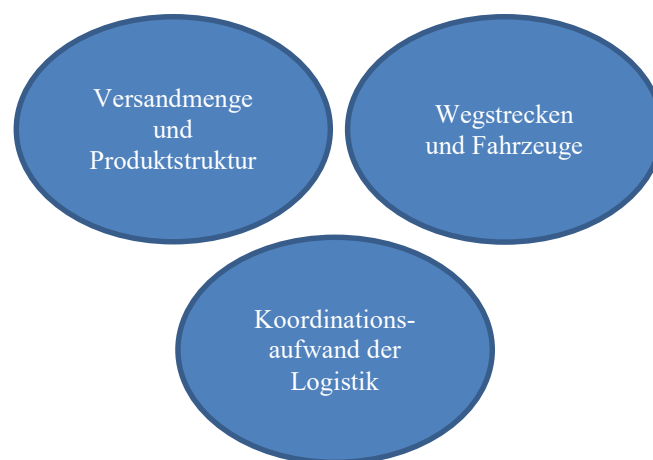 Versandmenge
und
Produktstruktur
Wegstrecken
und Fahrzeuge
Koordinations-
aufwand der
Logistik